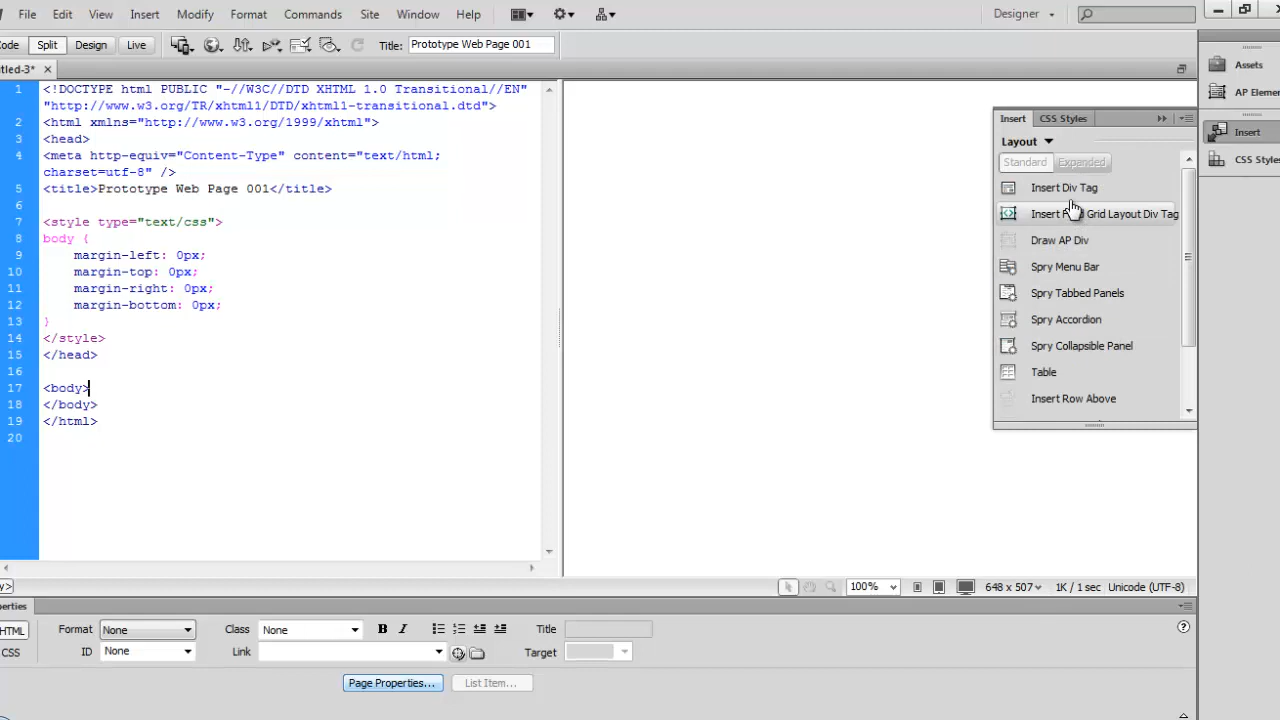 File Edit View Insert Modify Format Commands Site Window Help Designer
Code Split Design Live Title: Prototype Web Page 001
tled-3* ×
1 <!DOCTYPE html PUBLIC "-//W3C//DTD XHTML 1.0 Transitional//EN"
"http://www.w3.org/TR/xhtml1/DTD/xhtml1-transitional.dtd">
2 <html xmlns="http://www.w3.org/1999/xhtml">
3 <head>
4 <meta http-equiv="Content-Type" content="text/html;
charset=utf-8" />
5 <title>Prototype Web Page 001</title>
6
7 <style type="text/css">
8 body {
9 margin-left: 0px;
10 margin-top: 0px;
11 margin-right: 0px;
12 margin-bottom: 0px;
13 }
14 </style>
15 </head>
16
17 <body>
18 </body>
19 </html>
20
Insert CSS Styles
Layout
Standard Expanded
Insert Div Tag
Insert Grid Layout Div Tag
Draw AP Div
Spry Menu Bar
Spry Tabbed Panels
Spry Accordion
Spry Collapsible Panel
Table
Insert Row Above
Assets
AP Elemen
Insert
CSS Styles
y> 100% 648 x 507 1K / 1 sec Unicode (UTF-8)
operties
HTML Format None Class None B I Title
CSS ID None Link Target
Page Properties... List Item...